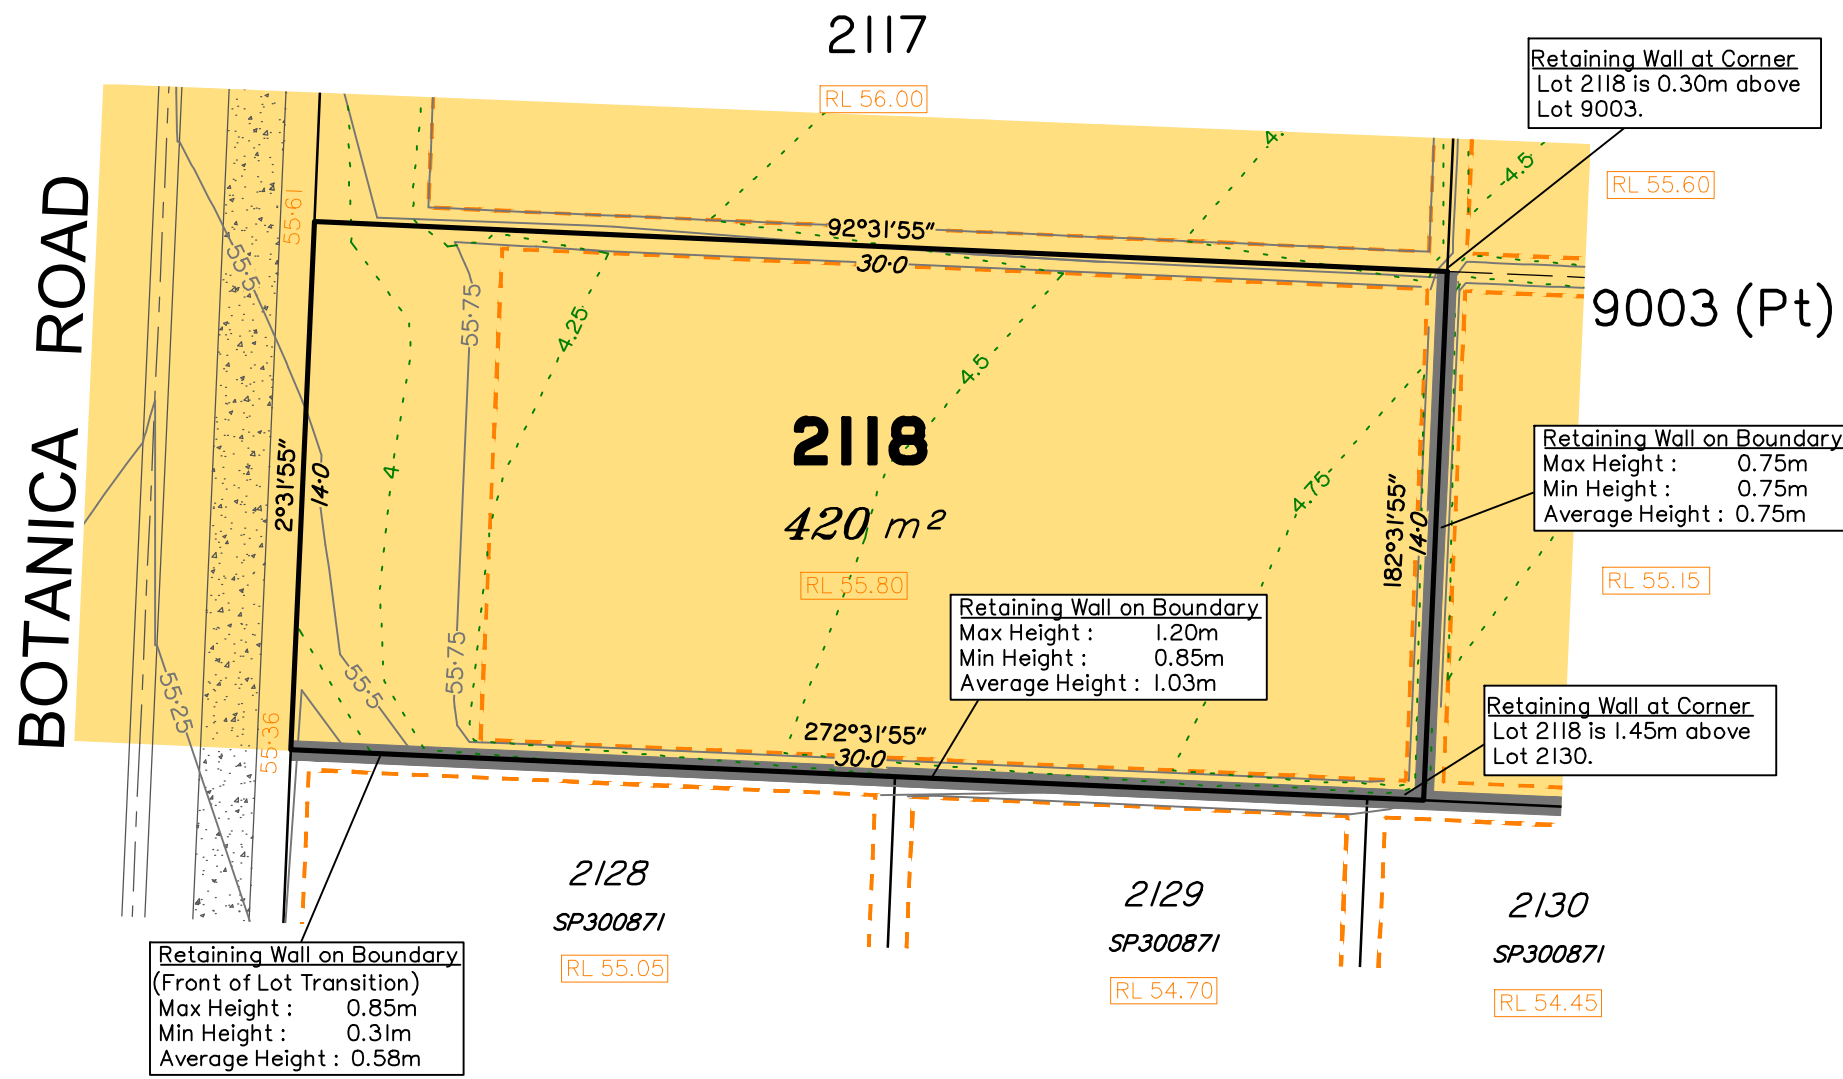 2117
RL 56.00
Retaining Wall at Corner
Lot 2118 is 0.30m above
Lot 9003.
RL 55.60
BOTANICA ROAD
55·61
55·5
92°31'55"
30·0
4.5
9003 (Pt)
55·75
4.25
4.5
2118
420 m²
RL 55.80
4
2°31'55"
14·0
4.75
182°31'55"
14·0
Retaining Wall on Boundary
Max Height : 0.75m
Min Height : 0.75m
Average Height : 0.75m
RL 55.15
Retaining Wall on Boundary
Max Height : 1.20m
Min Height : 0.85m
Average Height : 1.03m
55·75
55·5
55·25
55·36
272°31'55"
30·0
Retaining Wall at Corner
Lot 2118 is 1.45m above
Lot 2130.
2128
SP300871
RL 55.05
2129
SP300871
RL 54.70
2130
SP300871
RL 54.45
Retaining Wall on Boundary
(Front of Lot Transition)
Max Height : 0.85m
Min Height : 0.31m
Average Height : 0.58m